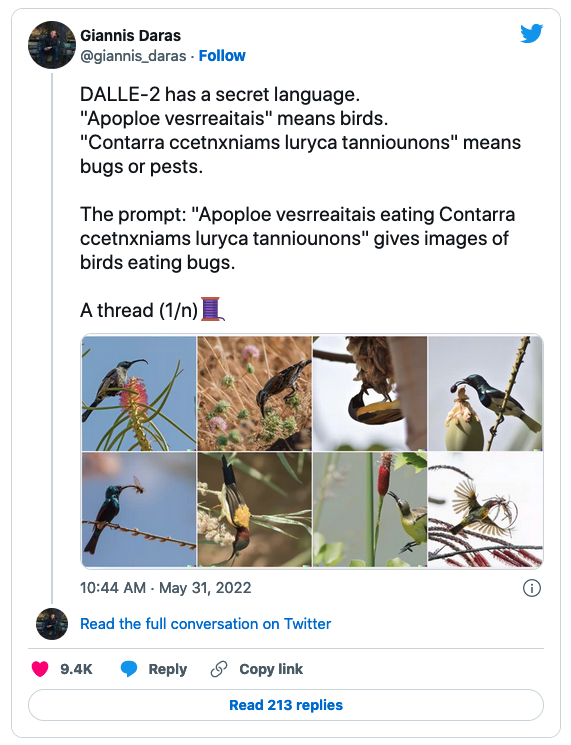 Giannis Daras
@giannis_daras · Follow
DALLE-2 has a secret language.
"Apoploe vesrreaitais" means birds.
"Contarra ccetnxniams luryca tanniounons" means
bugs or pests.
The prompt: "Apoploe vesrreaitais eating Contarra
ccetnxniams luryca tanniounons" gives images of
birds eating bugs.
A thread (1/n)🧵
10:44 AM · May 31, 2022
Read the full conversation on Twitter
9.4K Reply Copy link
Read 213 replies